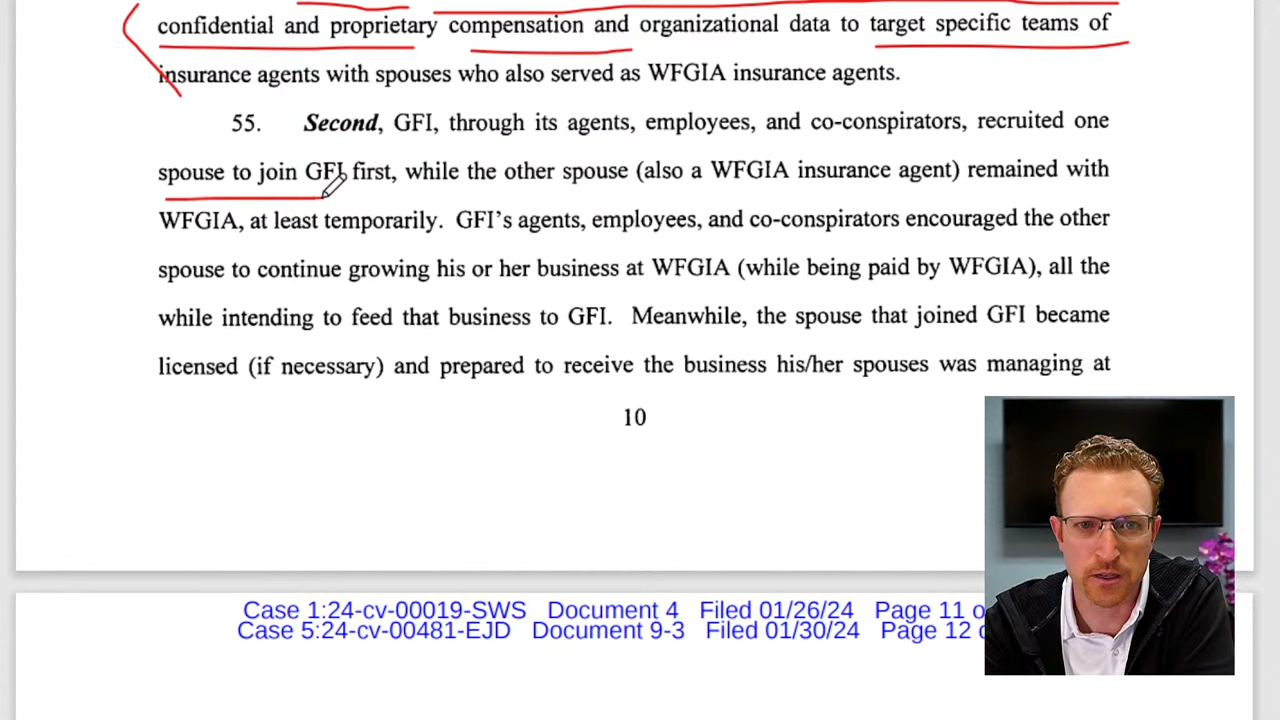 confidential and proprietary compensation and organizational data to target specific teams of
insurance agents with spouses who also served as WFGIA insurance agents.
55. Second, GFI, through its agents, employees, and co-conspirators, recruited one
spouse to join GFI first, while the other spouse (also a WFGIA insurance agent) remained with
WFGIA, at least temporarily. GFI's agents, employees, and co-conspirators encouraged the other
spouse to continue growing his or her business at WFGIA (while being paid by WFGIA), all the
while intending to feed that business to GFI. Meanwhile, the spouse that joined GFI became
licensed (if necessary) and prepared to receive the business his/her spouses was managing at
10
Case 1:24-cv-00019-SWS Document 4 Filed 01/26/24 Page 11 o
Case 5:24-cv-00481-EJD Document 9-3 Filed 01/30/24 Page 12